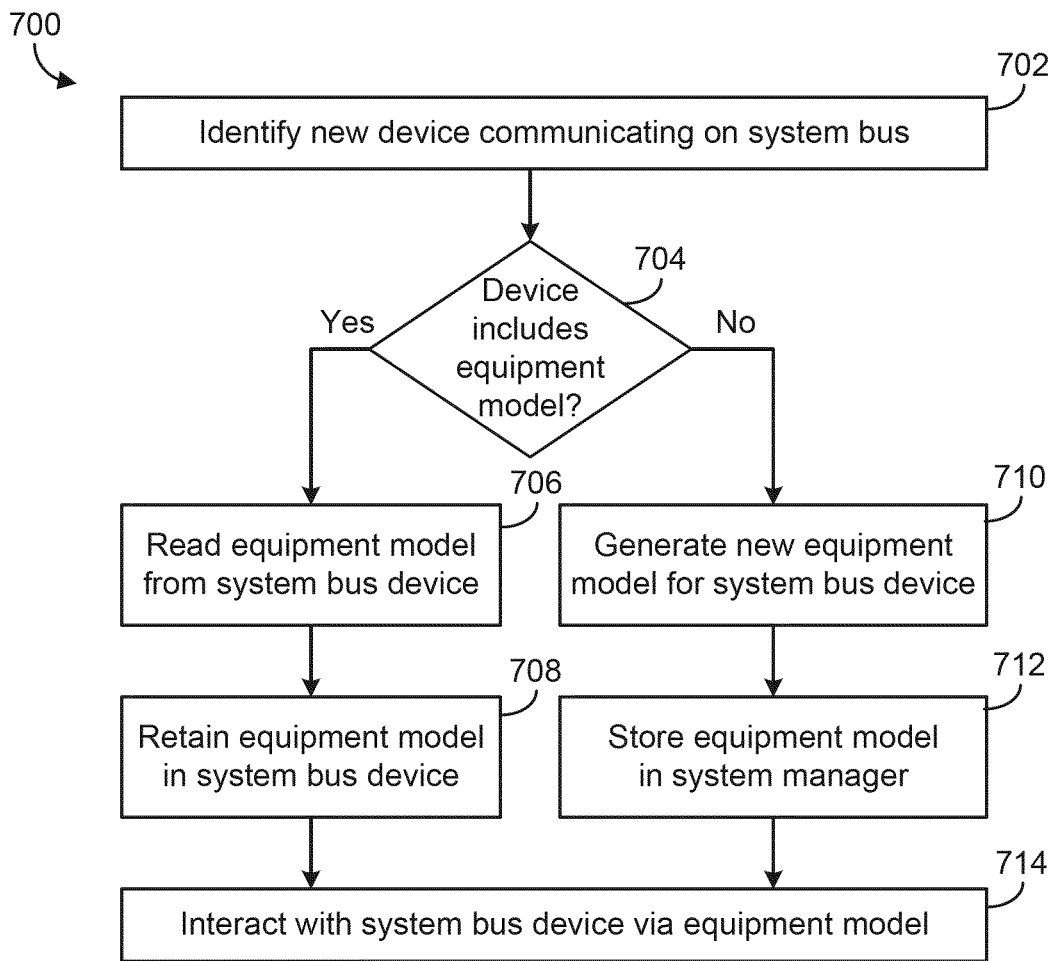 700
702
Identify new device communicating on system bus
704
Device
includes
equipment
model?
Yes
No
706
710
Read equipment model
from system bus device
Generate new equipment
model for system bus device
708
712
Retain equipment model
in system bus device
Store equipment model
in system manager
714
Interact with system bus device via equipment model